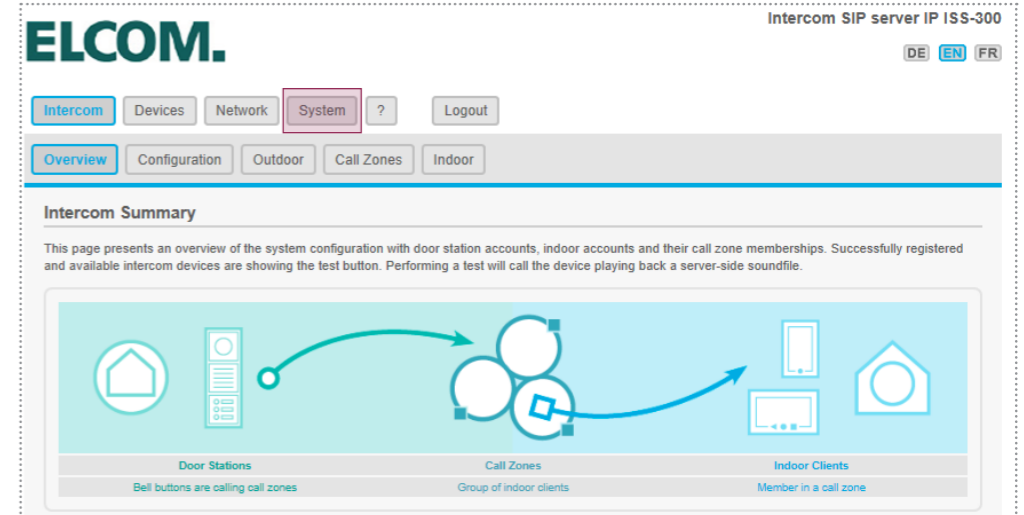 Intercom SIP server IP ISS-300
ELCOM.
DE EN FR
Intercom Devices Network System ? Logout
Overview Configuration Outdoor Call Zones Indoor
Intercom Summary
This page presents an overview of the system configuration with door station accounts, indoor accounts and their call zone memberships. Successfully registered
and available intercom devices are showing the test button. Performing a test will call the device playing back a server-side soundfile.
Door Stations Call Zones Indoor Clients
Bell buttons are calling call zones Group of indoor clients Member in a call zone